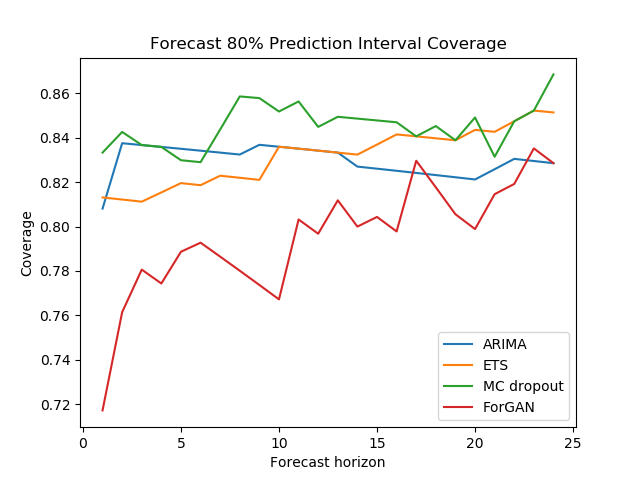 Forecast 80% Prediction Interval Coverage
Coverage
0.86
0.84
0.82
0.80
0.78
0.76
0.74
0.72
0
5
10
15
20
25
Forecast horizon
ARIMA
ETS
MC dropout
ForGAN